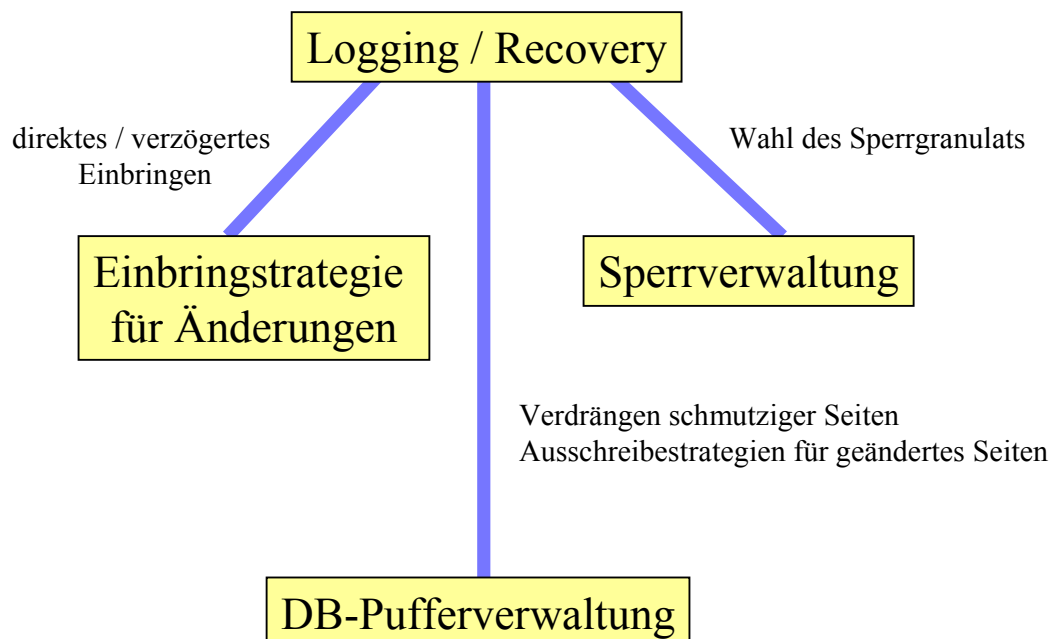 Logging / Recovery
direktes / verzögertes
Einbringen
Wahl des Sperrgranulats
Einbringstrategie
für Änderungen
Sperrverwaltung
Verdrängen schmutziger Seiten
Ausschreibestrategien für geändertes Seiten
DB-Pufferverwaltung